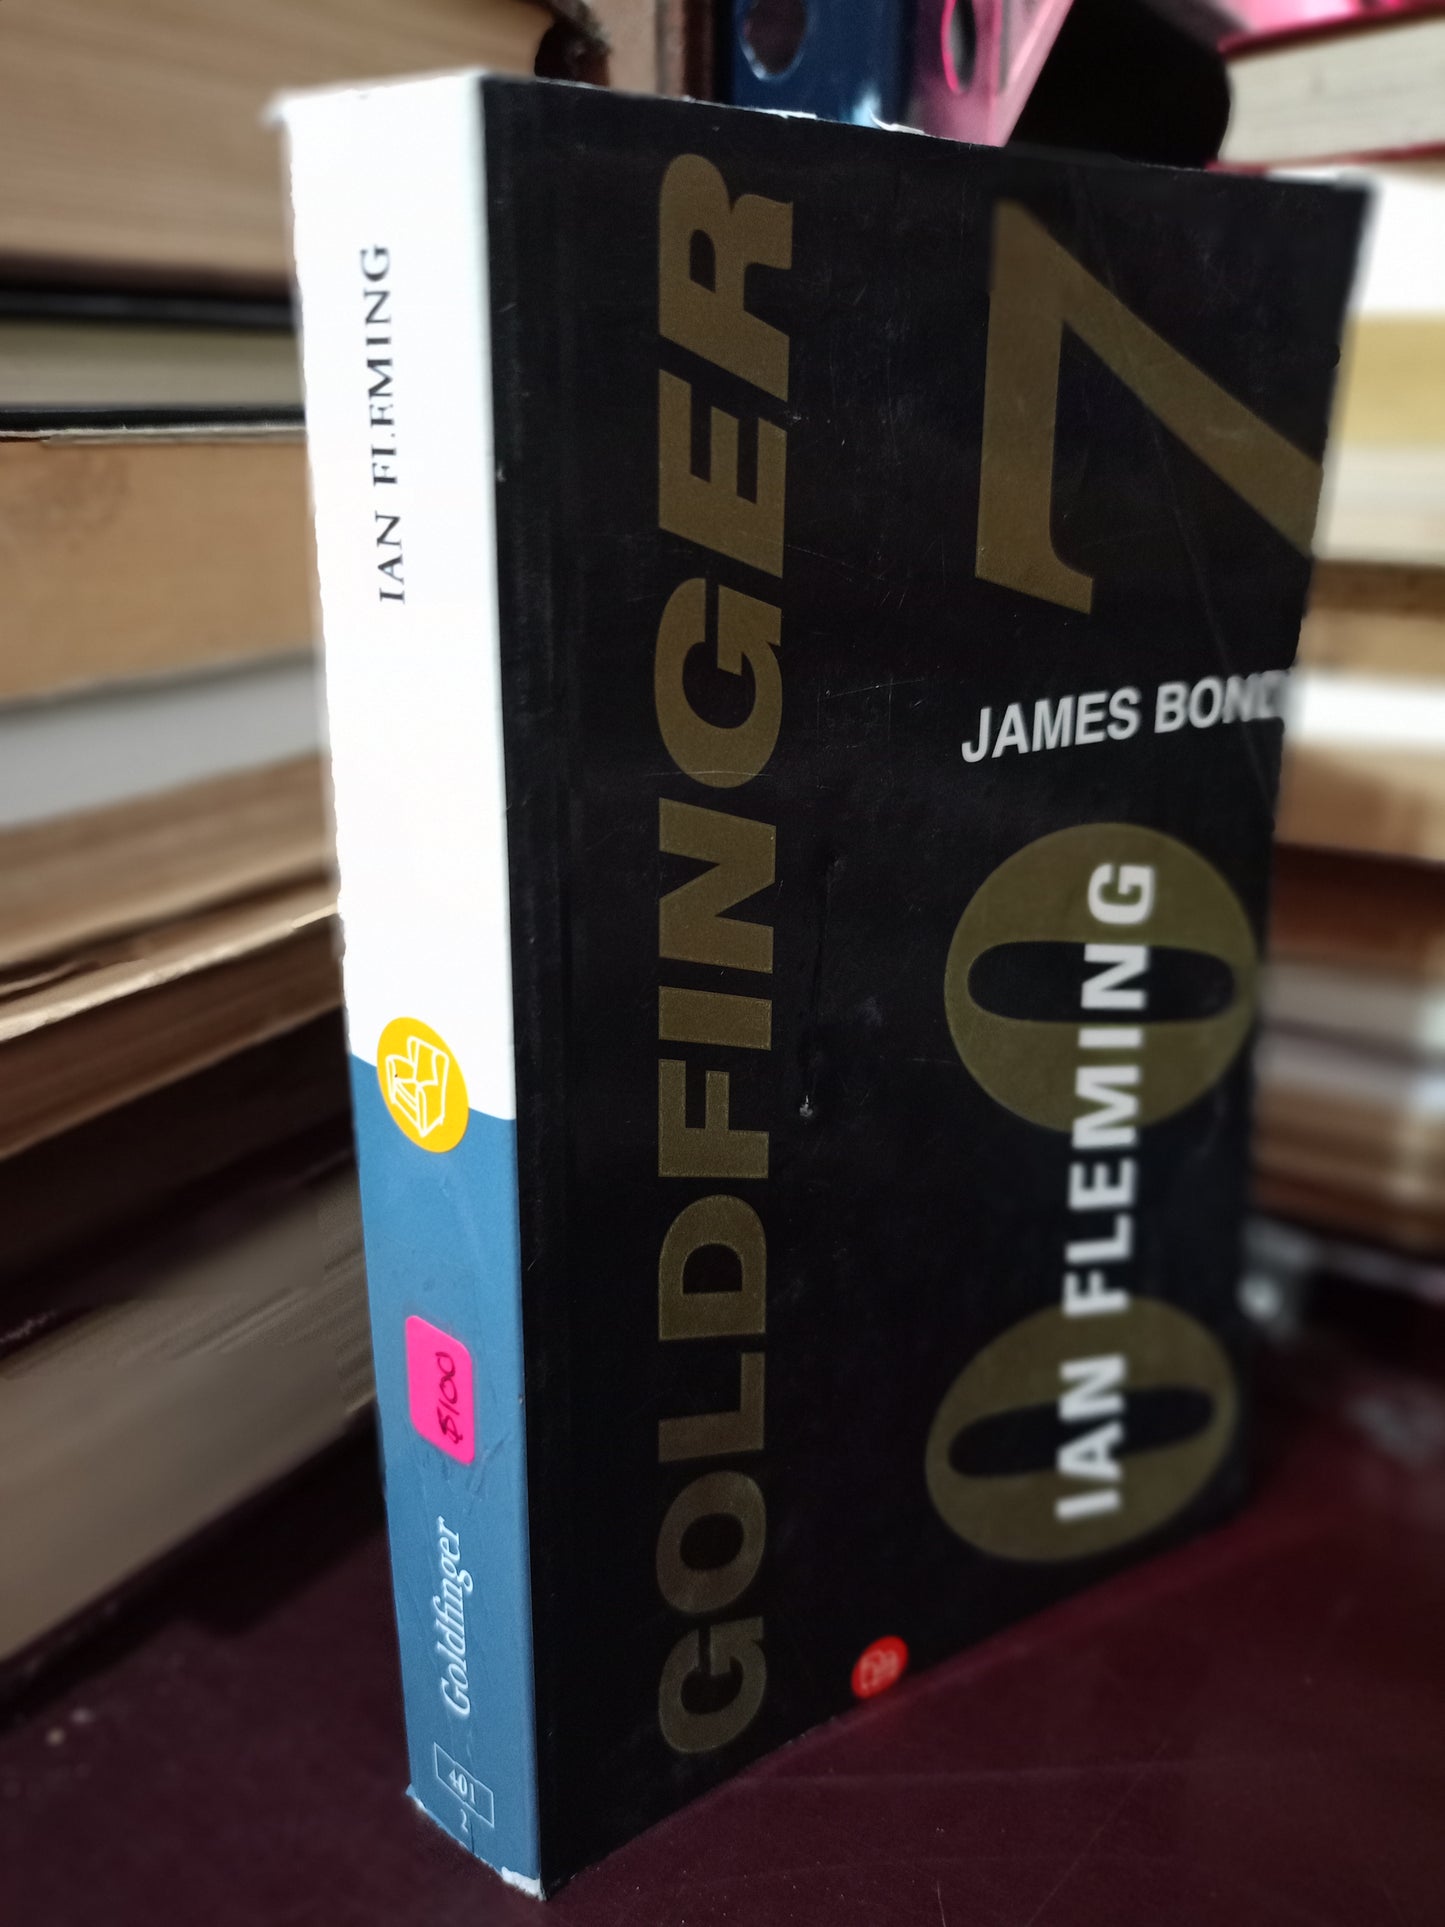 IAN FLEMING
$100
Goldfinger
401
2
GOLDFINGER
007
JAMES BOND
IAN FLEMING